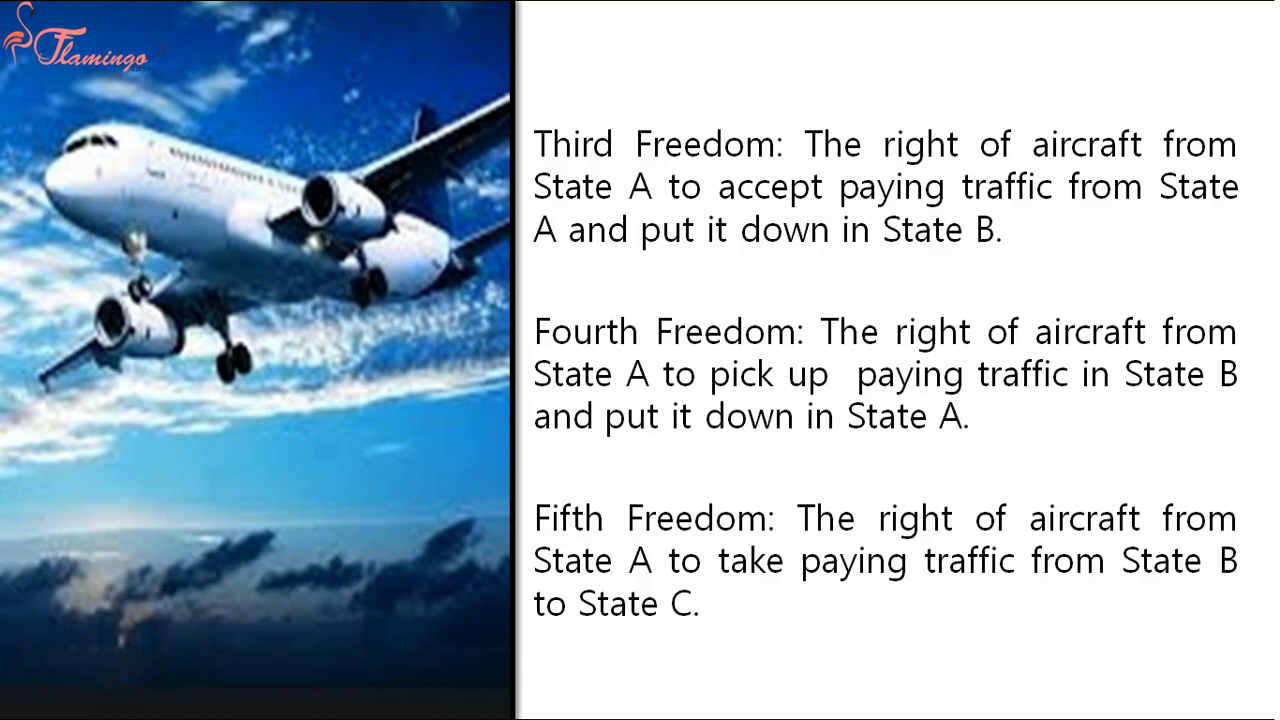 Flamingo
Third Freedom: The right of aircraft from
State A to accept paying traffic from State
A and put it down in State B.
Fourth Freedom: The right of aircraft from
State A to pick up paying traffic in State B
and put it down in State A.
Fifth Freedom: The right of aircraft from
State A to take paying traffic from State B
to State C.